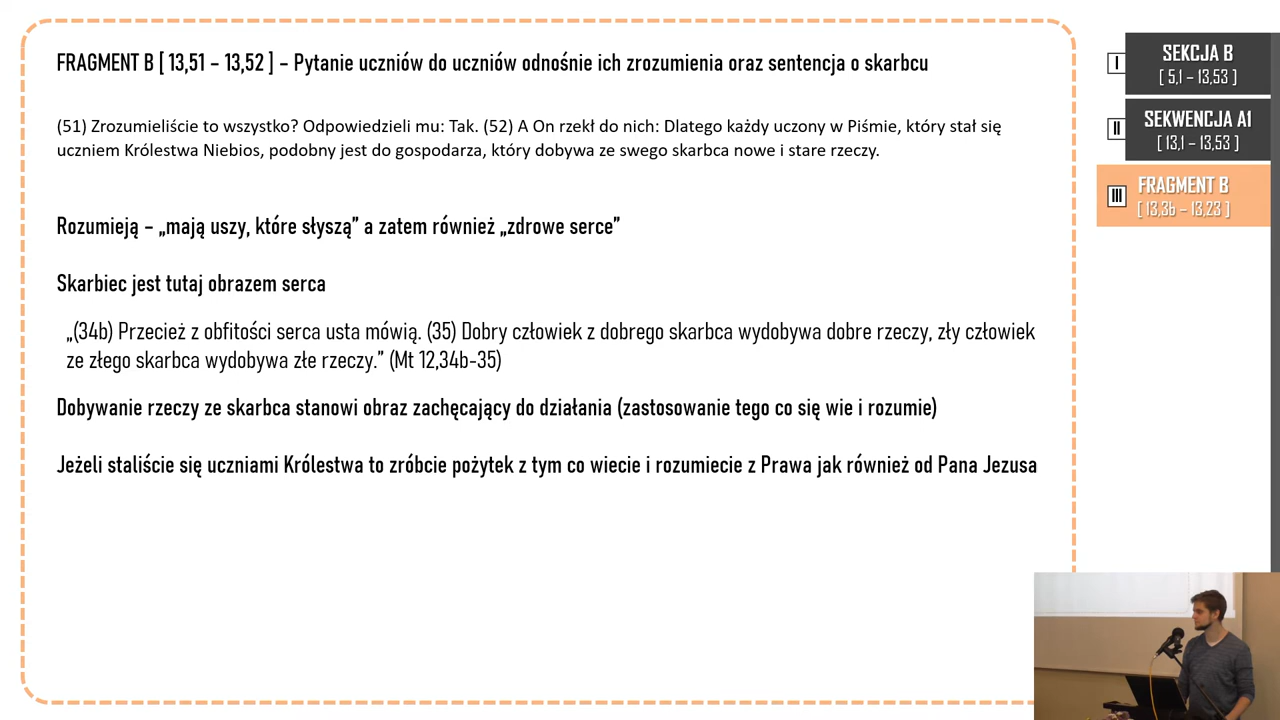 FRAGMENT B [ 13,51 – 13,52 ] – Pytanie uczniów do uczniów odnośnie ich zrozumienia oraz sentencja o skarbcu
(51) Zrozumieliście to wszystko? Odpowiedzieli mu: Tak. (52) A On rzekł do nich: Dlatego każdy uczony w Piśmie, który stał się
uczniem Królestwa Niebios, podobny jest do gospodarza, który dobywa ze swego skarbca nowe i stare rzeczy.
Rozumieją – „mają uszy, które słyszą” a zatem również „zdrowe serce”
Skarbiec jest tutaj obrazem serca
„(34b) Przecież z obfitości serca usta mówią. (35) Dobry człowiek z dobrego skarbca wydobywa dobre rzeczy, zły człowiek
ze złego skarbca wydobywa złe rzeczy.” (Mt 12,34b-35)
Dobywanie rzeczy ze skarbca stanowi obraz zachęcający do działania (zastosowanie tego co się wie i rozumie)
Jeżeli staliście się uczniami Królestwa to zróbcie pożytek z tym co wiecie i rozumiecie z Prawa jak również od Pana Jezusa
I
SEKCJA B
[ 5,1 – 13,53 ]
II
SEKWENCJA A1
[ 13,1 – 13,53 ]
III
FRAGMENT B
[ 13,3b – 13,23 ]